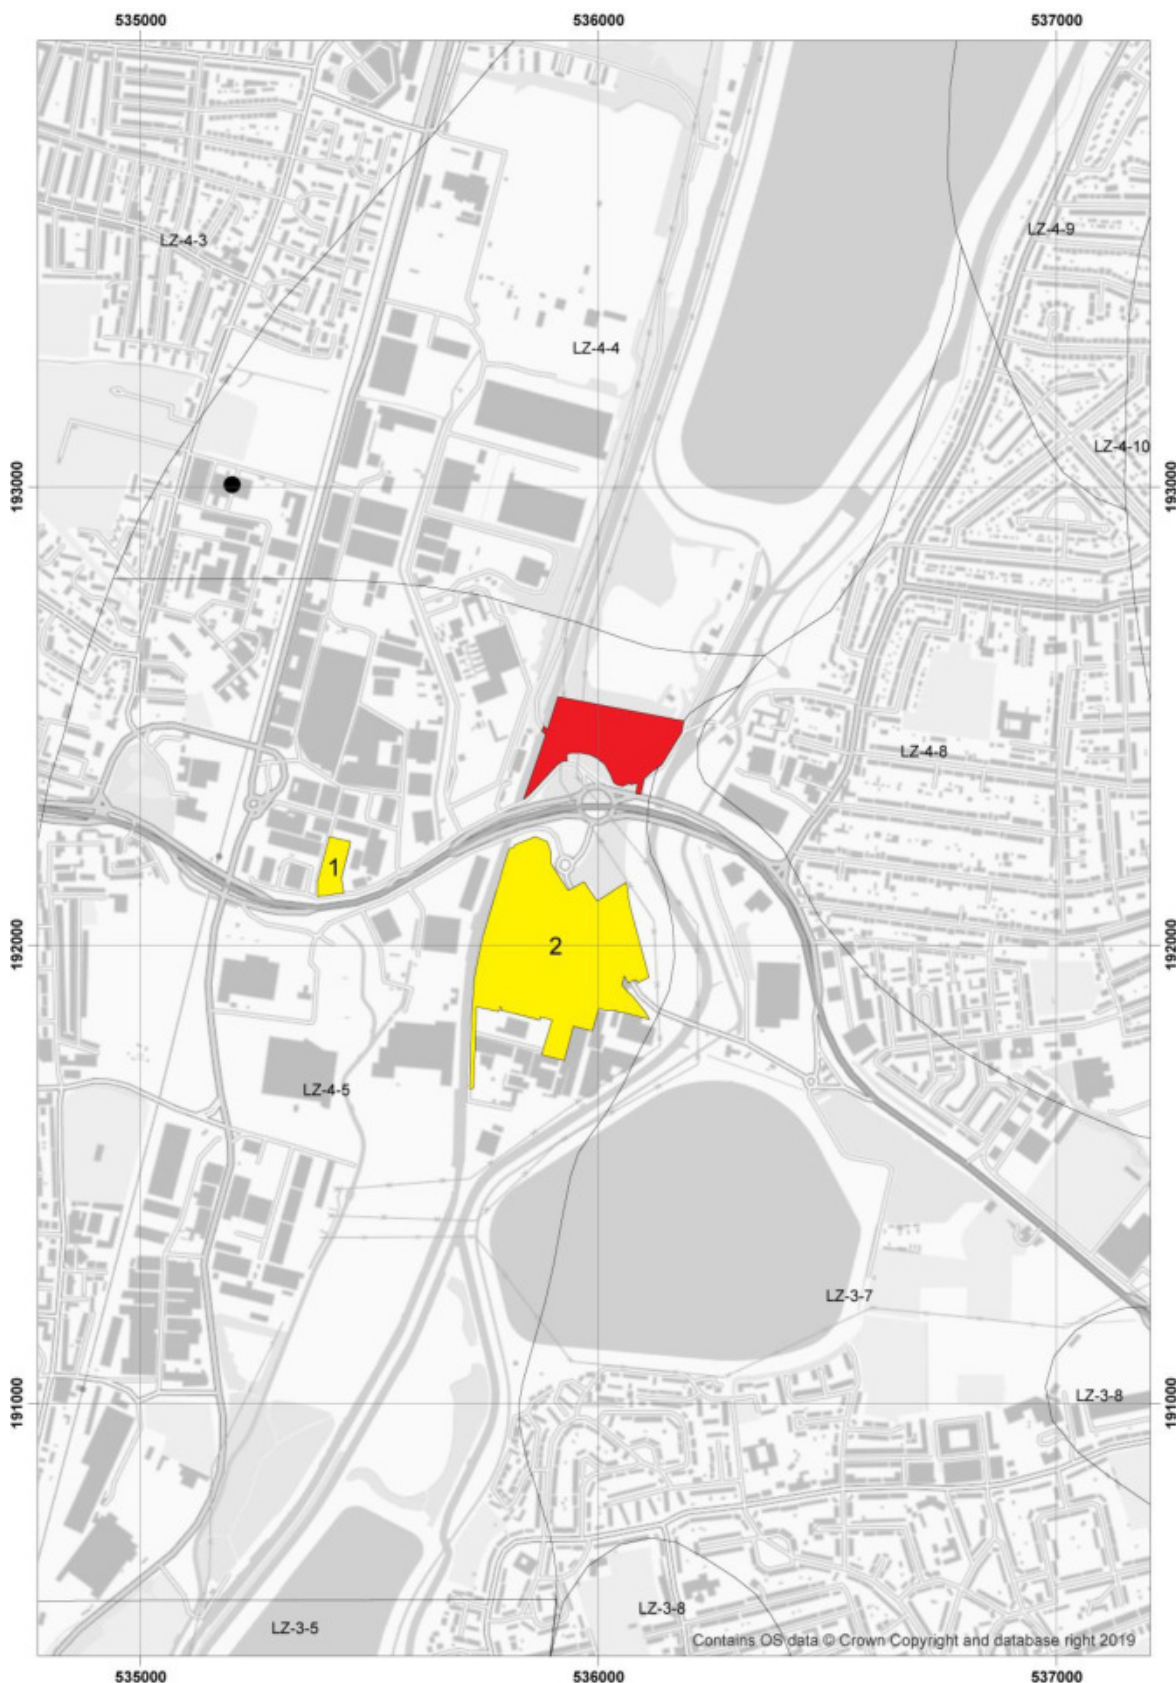 535000 536000 537000
LZ-4-9
LZ-4-3
LZ-4-4
LZ-4-10
193000 193000
LZ-4-8
1
192000 2 192000
LZ-4-5
LZ-3-7
LZ-3-8
191000 191000
LZ-3-8
LZ-3-5
Contains OS data © Crown Copyright and database right 2019
535000 536000 537000